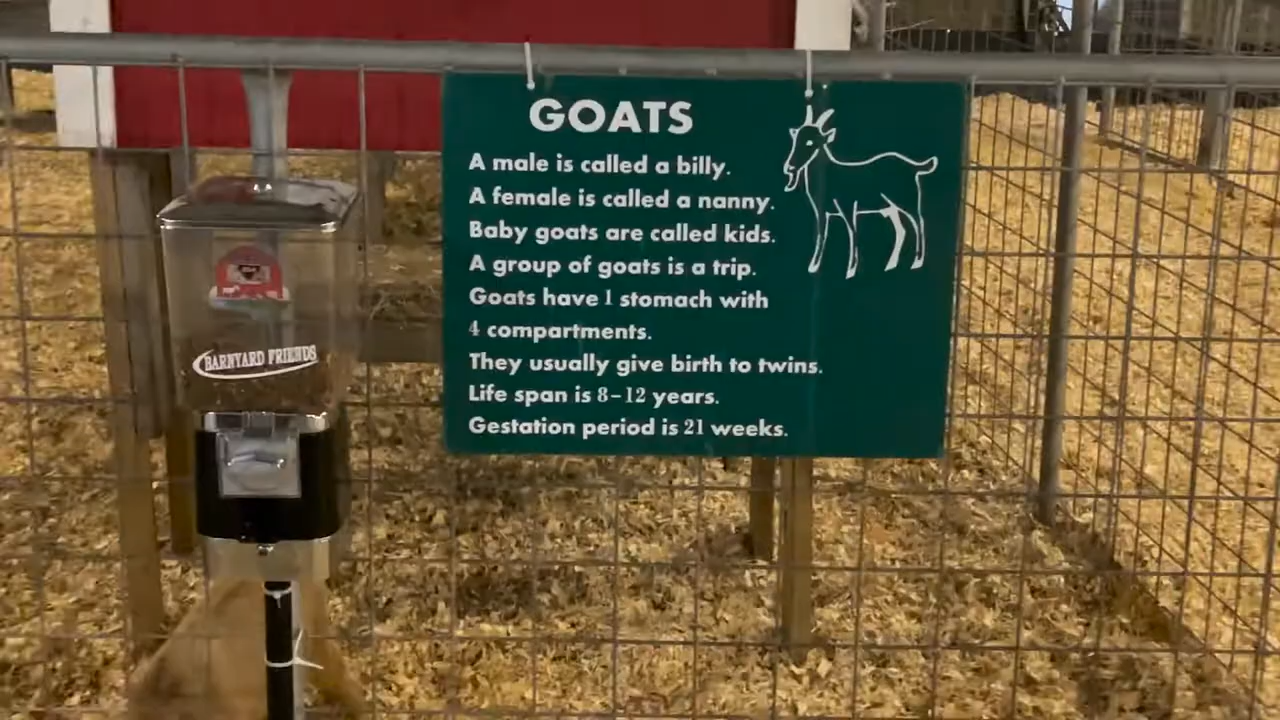 GOATS
A male is called a billy.
A female is called a nanny.
Baby goats are called kids.
A group of goats is a trip.
Goats have 1 stomach with
4 compartments.
They usually give birth to twins.
Life span is 8-12 years.
Gestation period is 21 weeks.
BARNYARD FRIENDS